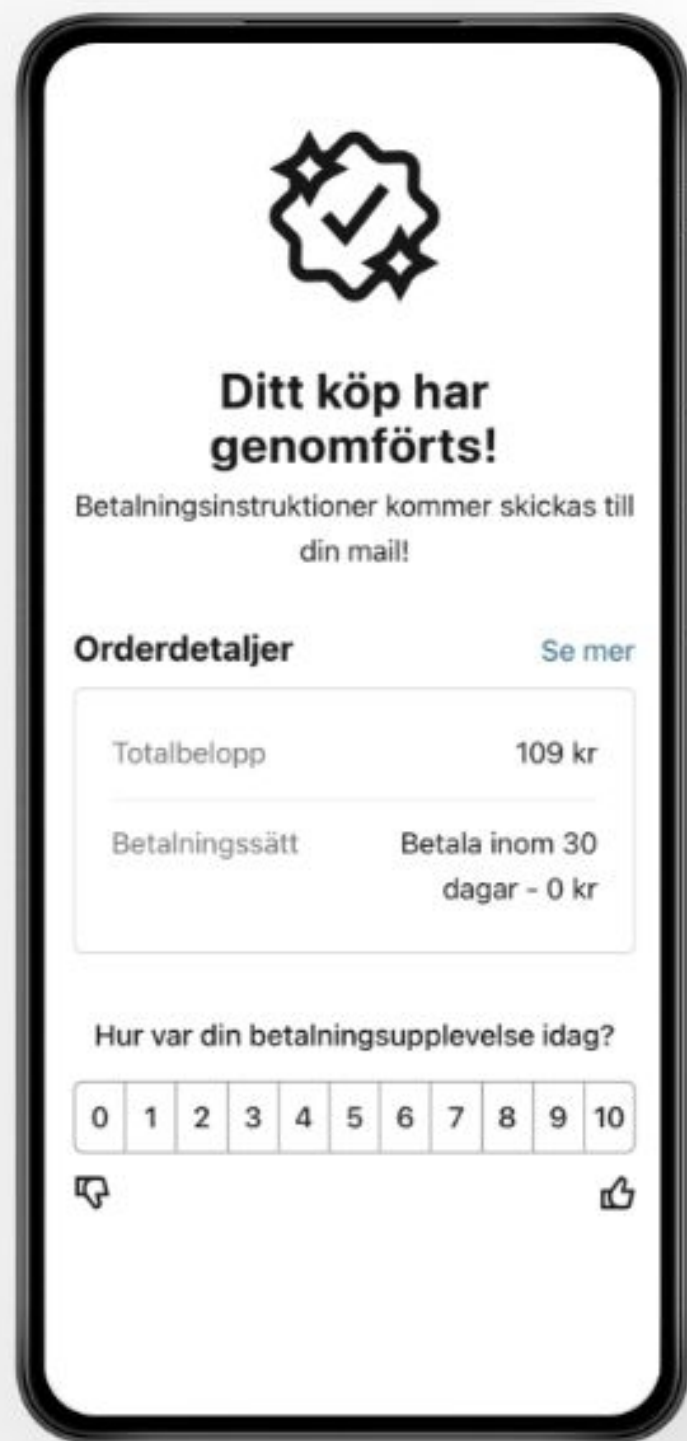 Ditt köp har
genomförts!
Betalningsinstruktioner kommer skickas till
din mail!
Orderdetaljer Se mer
Totalbelopp 109 kr
Betalningssätt Betala inom 30
dagar - 0 kr
Hur var din betalningsupplevelse idag?
0 1 2 3 4 5 6 7 8 9 10